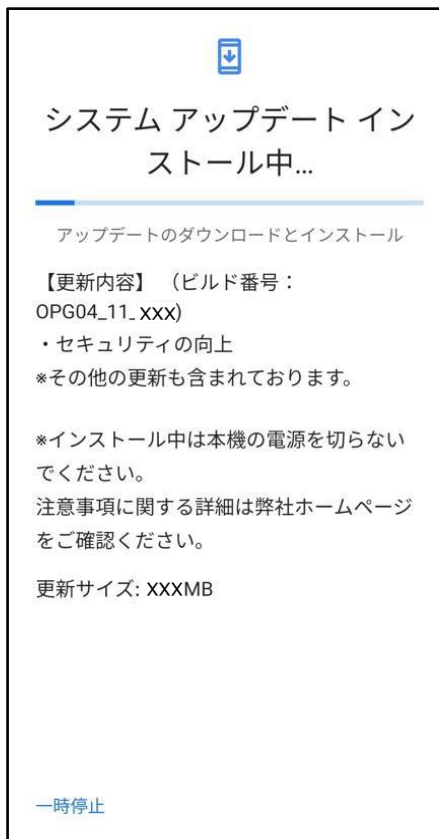 システム アップデート イン
ストール中...
アップデートのダウンロードとインストール
【更新内容】 （ビルド番号：
OPG04_11_XXX)
・セキュリティの向上
※その他の更新も含まれております。
※インストール中は本機の電源を切らない
でください。
注意事項に関する詳細は弊社ホームページ
をご確認ください。
更新サイズ: XXXMB
一時停止